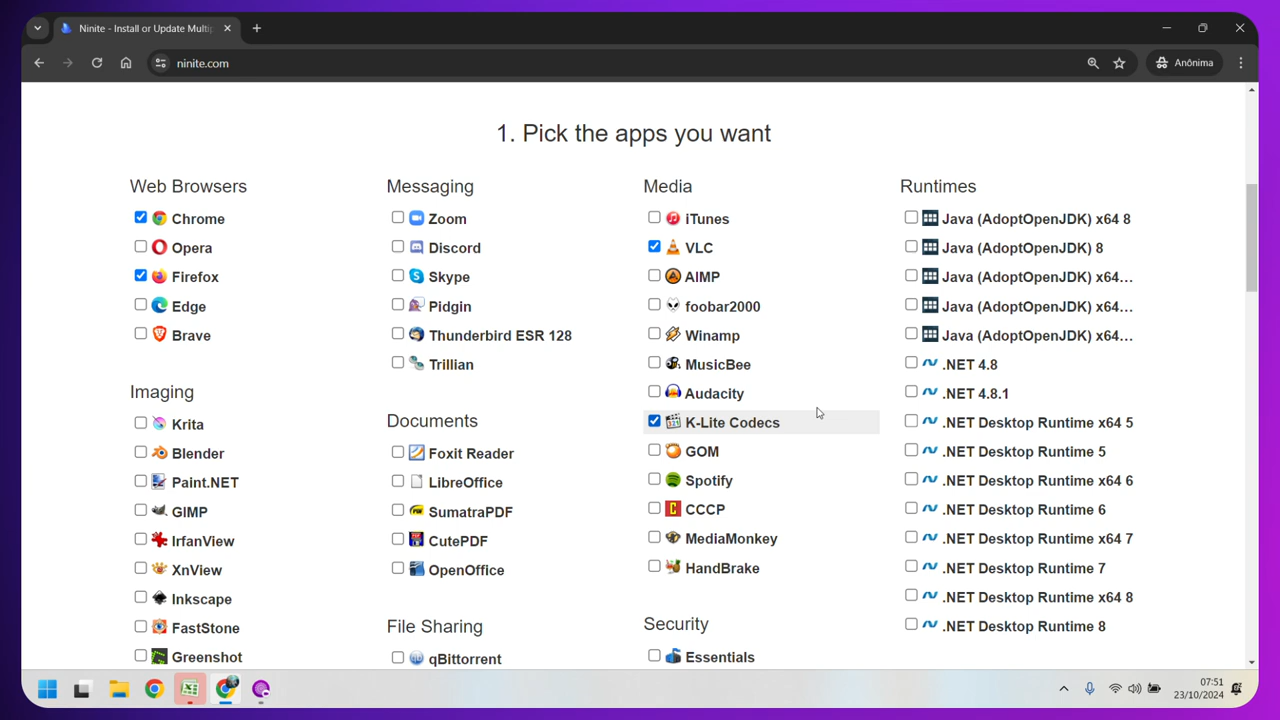 Ninite - Install or Update Multip
ninite.com
Anônima
1. Pick the apps you want
Web Browsers
Chrome
Opera
Firefox
Edge
Brave
Imaging
Krita
Blender
Paint.NET
GIMP
IrfanView
XnView
Inkscape
FastStone
Greenshot
Messaging
Zoom
Discord
Skype
Pidgin
Thunderbird ESR 128
Trillian
Documents
Foxit Reader
LibreOffice
SumatraPDF
CutePDF
OpenOffice
File Sharing
qBittorrent
Media
iTunes
VLC
AIMP
foobar2000
Winamp
MusicBee
Audacity
K-Lite Codecs
GOM
Spotify
CCCP
MediaMonkey
HandBrake
Security
Essentials
Runtimes
Java (AdoptOpenJDK) x64 8
Java (AdoptOpenJDK) 8
Java (AdoptOpenJDK) x64...
Java (AdoptOpenJDK) x64...
Java (AdoptOpenJDK) x64...
.NET 4.8
.NET 4.8.1
.NET Desktop Runtime x64 5
.NET Desktop Runtime 5
.NET Desktop Runtime x64 6
.NET Desktop Runtime 6
.NET Desktop Runtime x64 7
.NET Desktop Runtime 7
.NET Desktop Runtime x64 8
.NET Desktop Runtime 8
07:51
23/10/2024